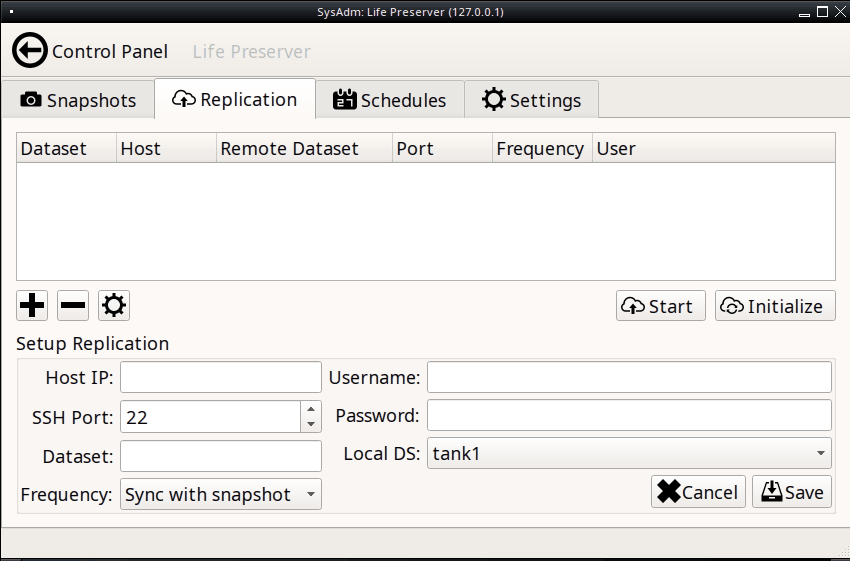 SysAdm: Life Preserver (127.0.0.1)
Control Panel Life Preserver
Snapshots Replication 27 Schedules Settings
Dataset Host Remote Dataset Port Frequency User
Start Initialize
Setup Replication
Host IP: Username:
SSH Port: 22 Password:
Dataset: Local DS: tank1
Frequency: Sync with snapshot Cancel Save